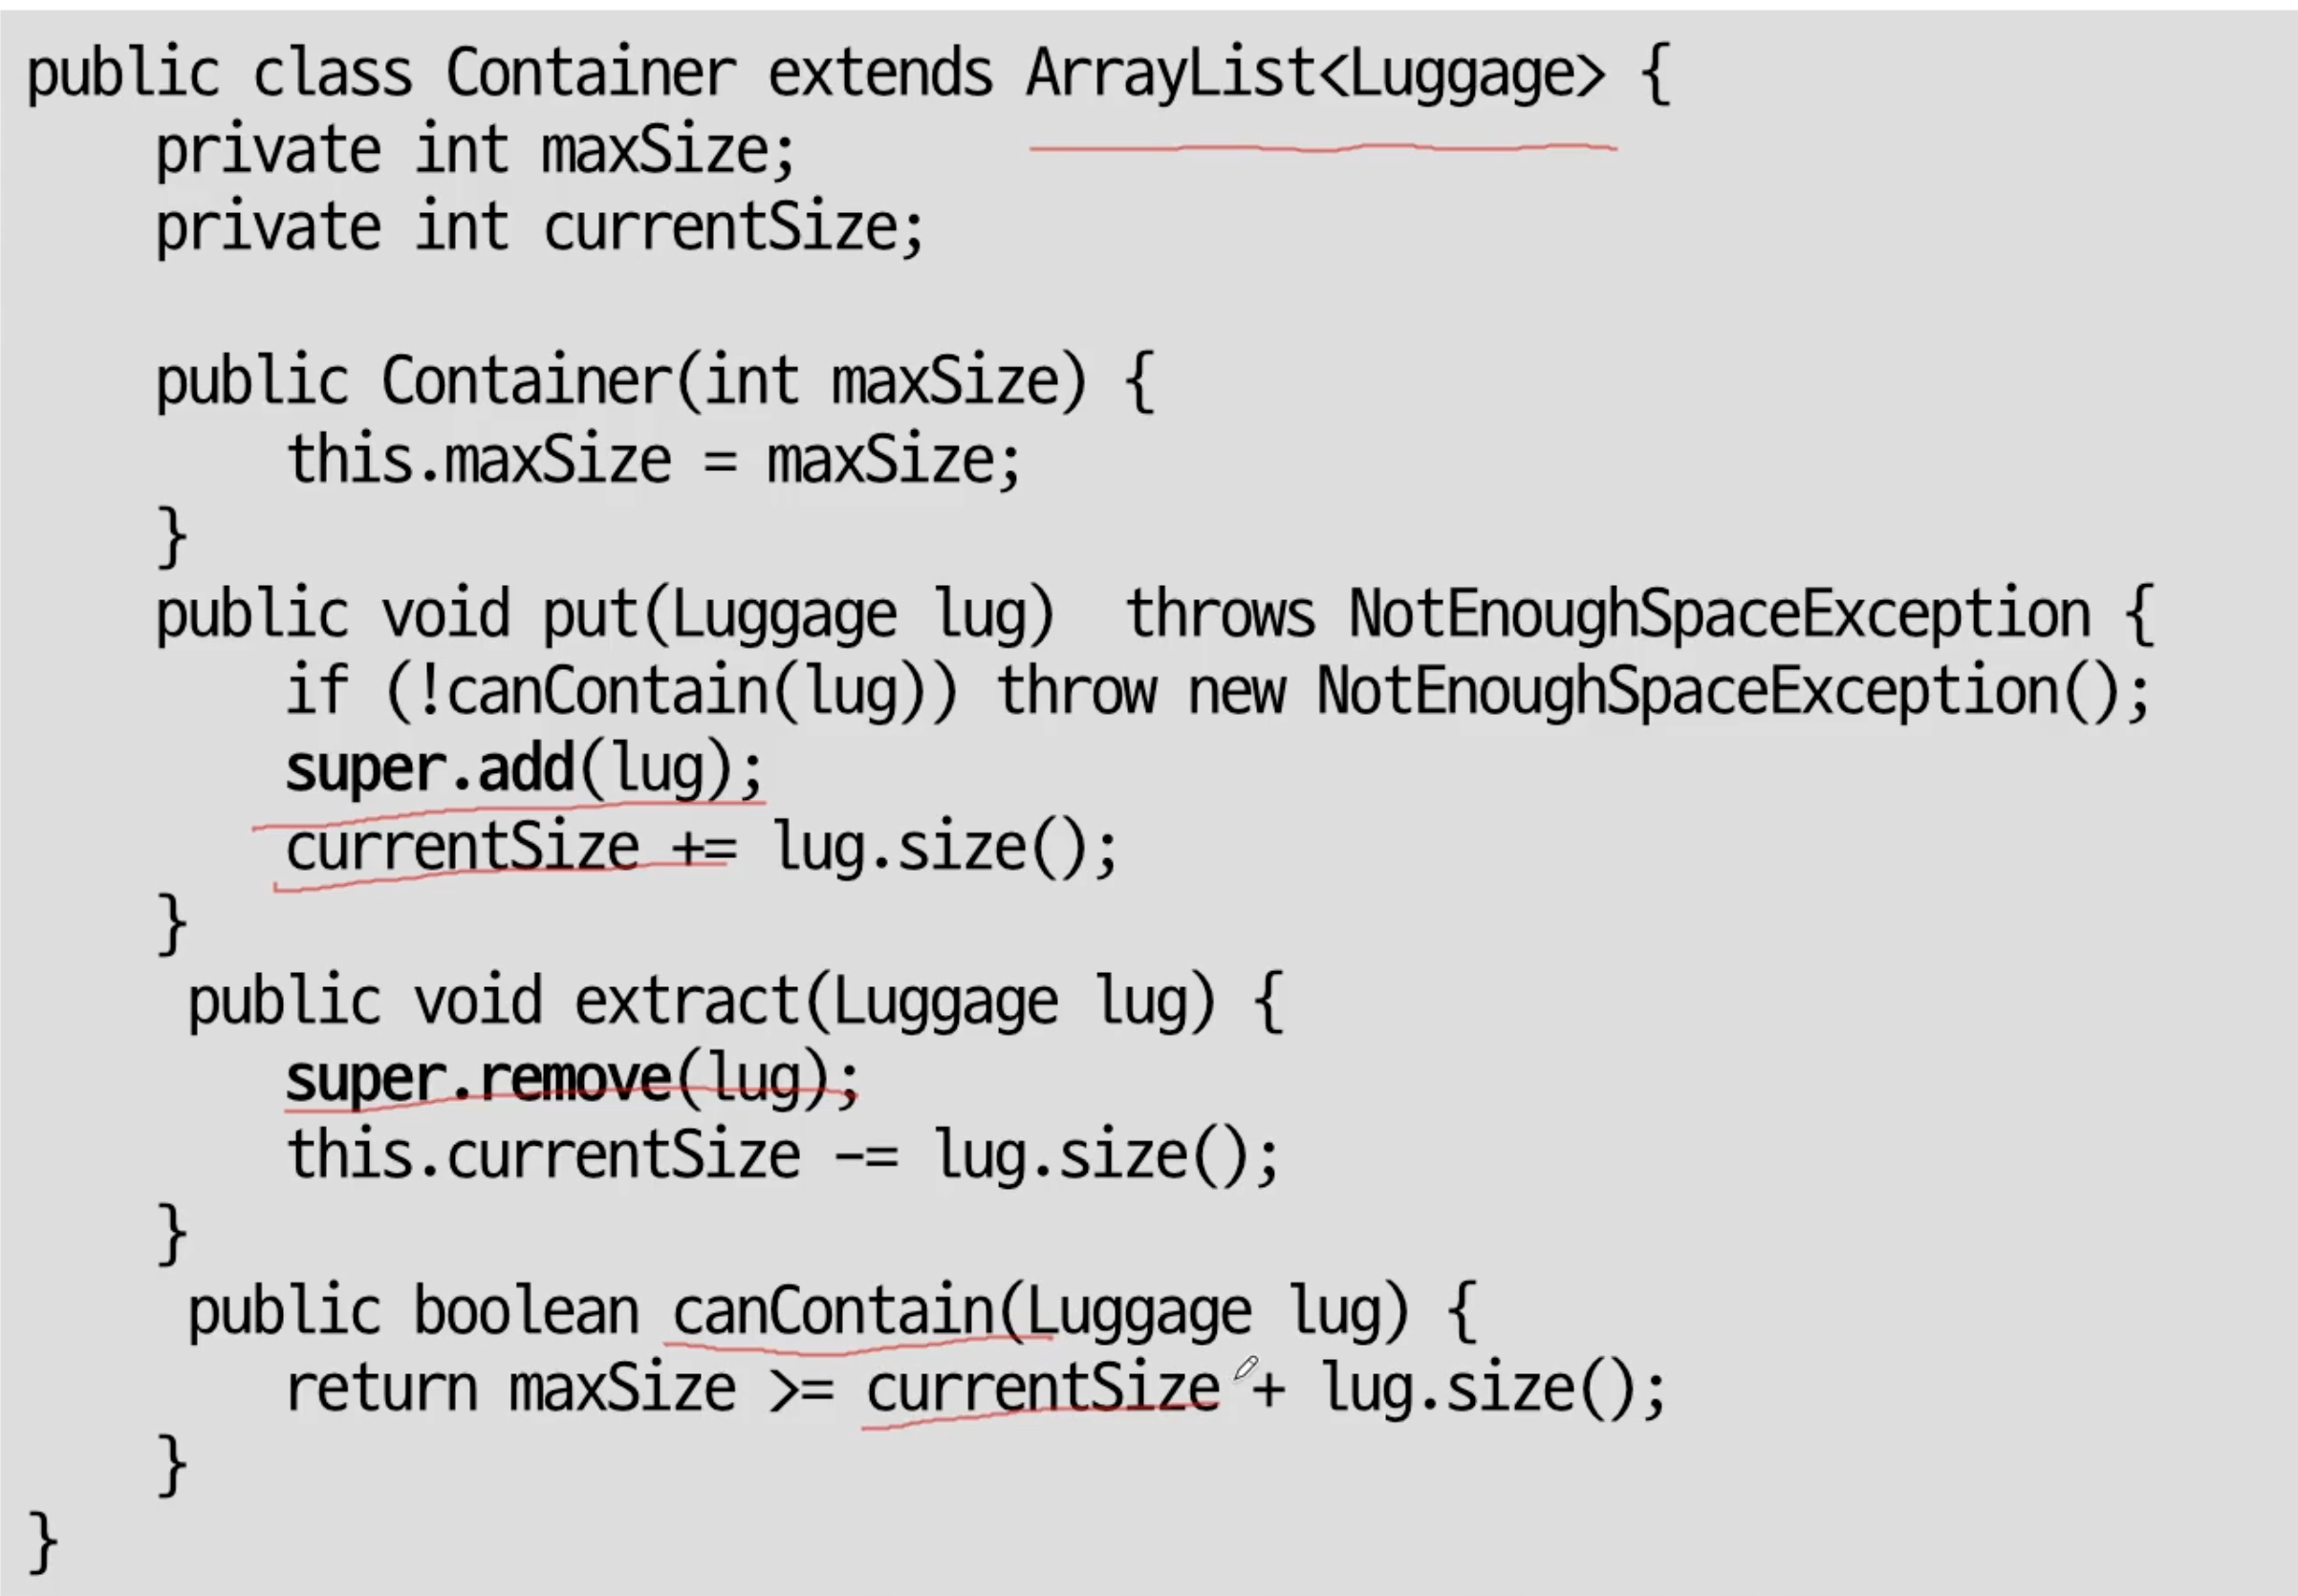 public class Container extends ArrayList<Luggage> {
private int maxSize;
private int currentSize;
public Container(int maxSize) {
this.maxSize = maxSize;
}
public void put(Luggage lug)  throws NotEnoughSpaceException {
if (!canContain(lug)) throw new NotEnoughSpaceException();
super.add(lug);
currentSize += lug.size();
}
public void extract(Luggage lug) {
super.remove(lug);
this.currentSize -= lug.size();
}
public boolean canContain(Luggage lug) {
return maxSize >= currentSize + lug.size();
}
}